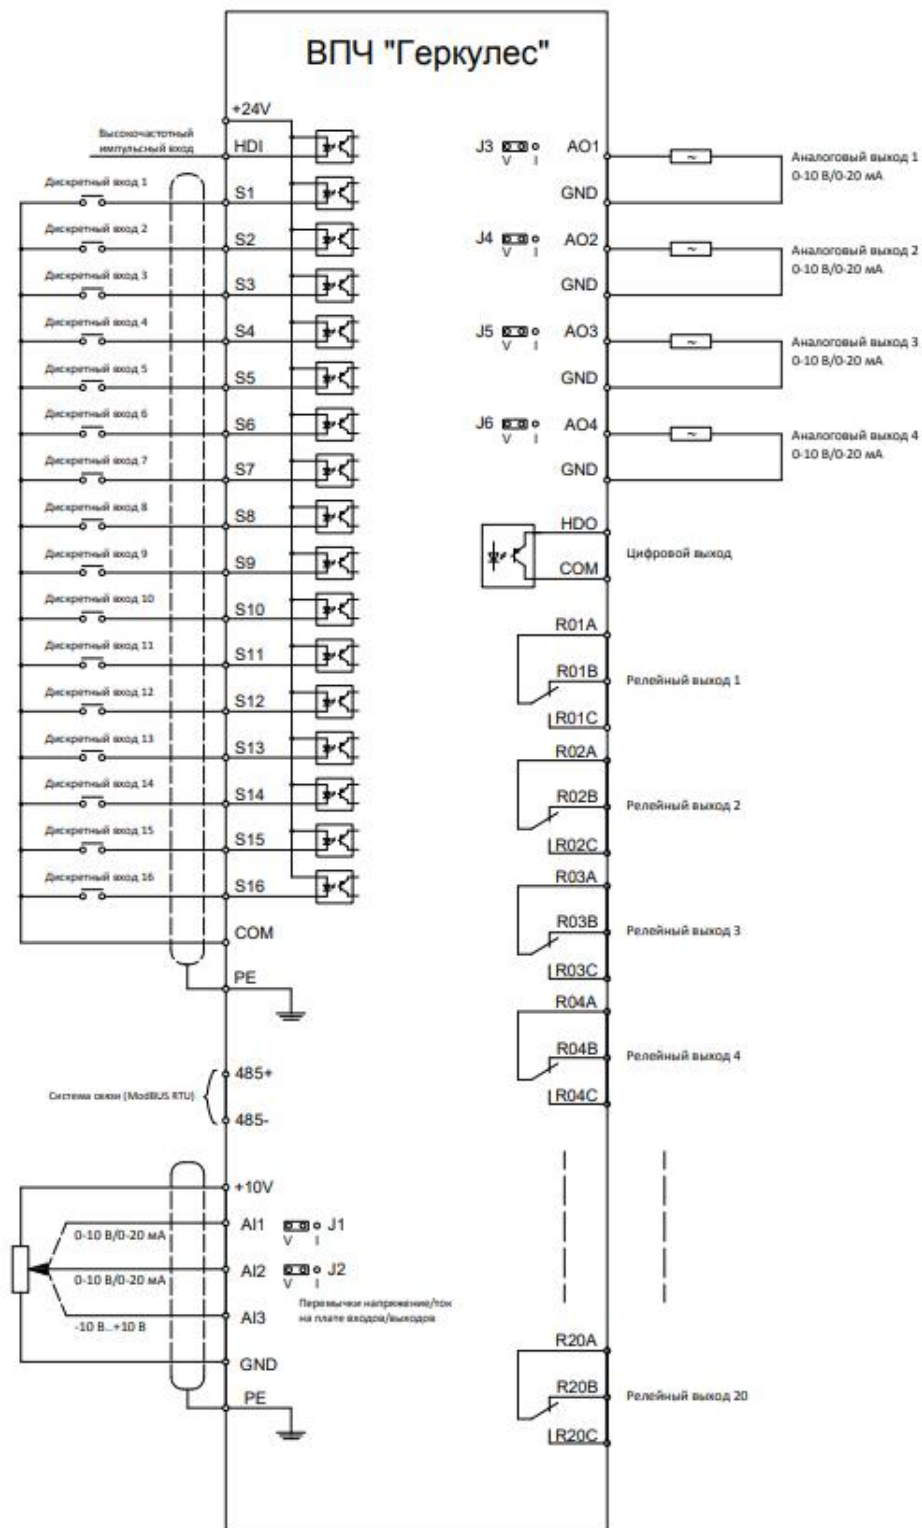 ВПЧ "Геркулес"
+24V
Высокочастотный
импульсный вход
HDI
Дискретный вход 1
S1
Дискретный вход 2
S2
Дискретный вход 3
S3
Дискретный вход 4
S4
Дискретный вход 5
S5
Дискретный вход 6
S6
Дискретный вход 7
S7
Дискретный вход 8
S8
Дискретный вход 9
S9
Дискретный вход 10
S10
Дискретный вход 11
S11
Дискретный вход 12
S12
Дискретный вход 13
S13
Дискретный вход 14
S14
Дискретный вход 15
S15
Дискретный вход 16
S16
COM
PE
485+
Система связи (ModBUS RTU)
485-
+10V
0-10 В/0-20 мА
AI1
J1
V I
0-10 В/0-20 мА
AI2
J2
V I
Перемычки напряжение/ток
на плате входов/выходов
-10 В...+10 В
AI3
GND
PE
J3
V I
AO1
GND
Аналоговый выход 1
0-10 В/0-20 мА
J4
V I
AO2
GND
Аналоговый выход 2
0-10 В/0-20 мА
J5
V I
AO3
GND
Аналоговый выход 3
0-10 В/0-20 мА
J6
V I
AO4
GND
Аналоговый выход 4
0-10 В/0-20 мА
HDO
COM
Цифровой выход
R01A
R01B
R01C
Релейный выход 1
R02A
R02B
R02C
Релейный выход 2
R03A
R03B
R03C
Релейный выход 3
R04A
R04B
R04C
Релейный выход 4
R20A
R20B
R20C
Релейный выход 20